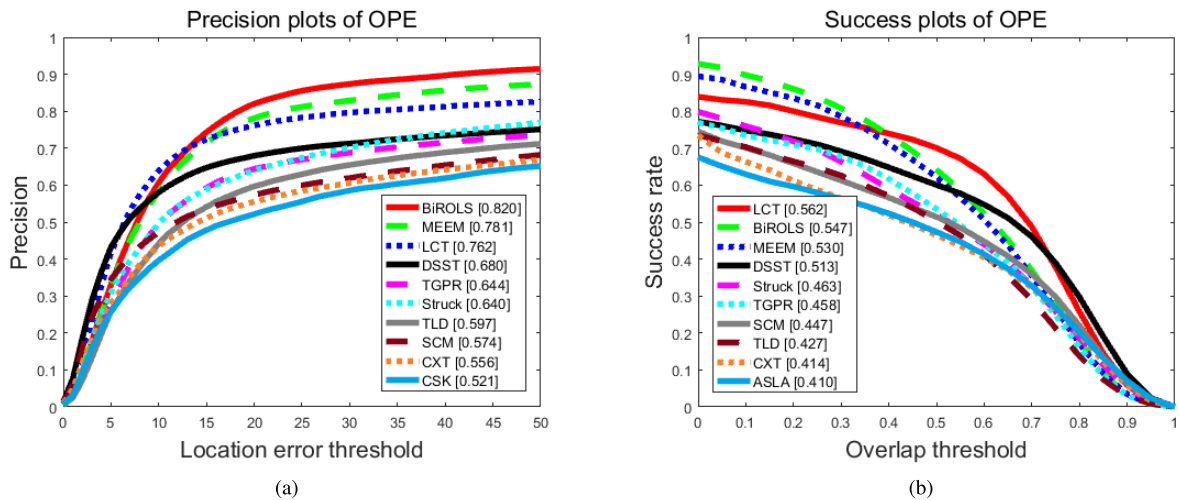 Precision plots of OPE
Precision
1
0.9
0.8
0.7
0.6
0.5
0.4
0.3
0.2
0.1
0
BiROLS [0.820]
MEEM [0.781]
LCT [0.762]
DSST [0.680]
TGPR [0.644]
Struck [0.640]
TLD [0.597]
SCM [0.574]
CXT [0.556]
CSK [0.521]
0 5 10 15 20 25 30 35 40 45 50
Location error threshold
(a)
Success plots of OPE
Success rate
1
0.9
0.8
0.7
0.6
0.5
0.4
0.3
0.2
0.1
0
LCT [0.562]
BiROLS [0.547]
MEEM [0.530]
DSST [0.513]
Struck [0.463]
TGPR [0.458]
SCM [0.447]
TLD [0.427]
CXT [0.414]
ASLA [0.410]
0 0.1 0.2 0.3 0.4 0.5 0.6 0.7 0.8 0.9 1
Overlap threshold
(b)